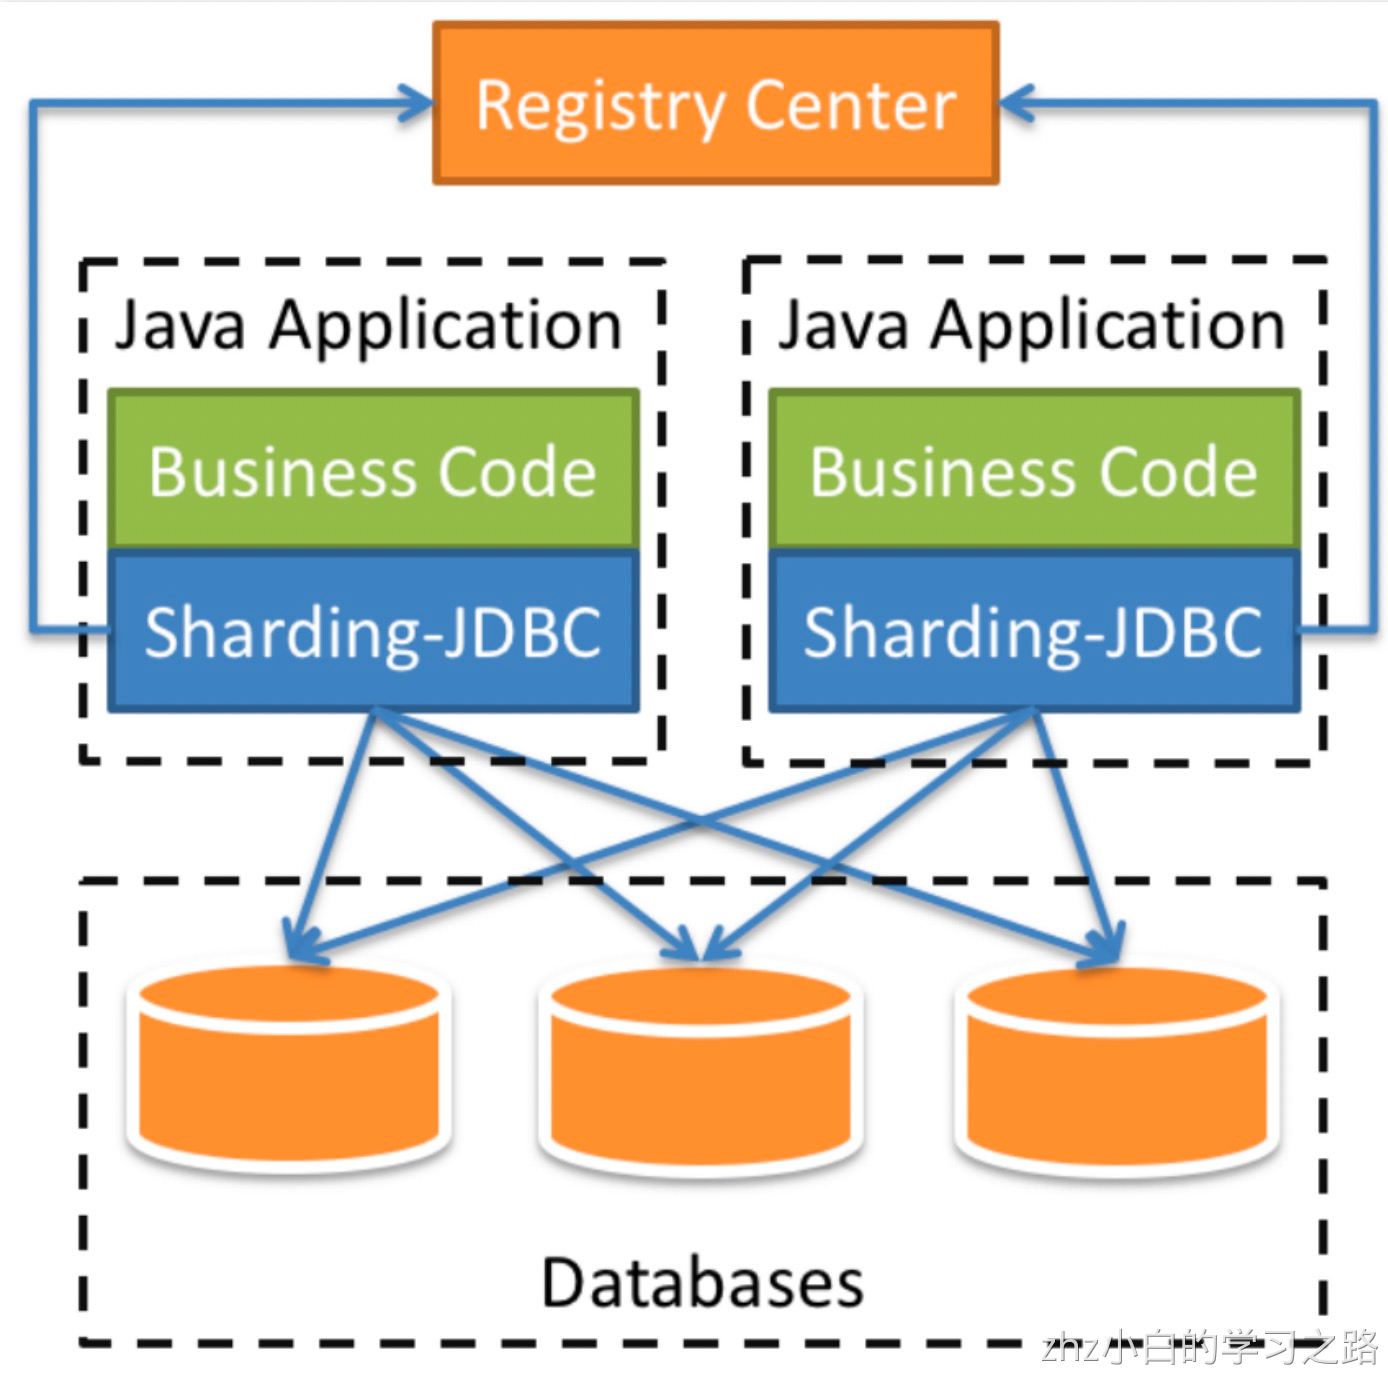 Registry Center
Java Application
Business Code
Sharding-JDBC
Java Application
Business Code
Sharding-JDBC
Databases
zhz小白的学习之路